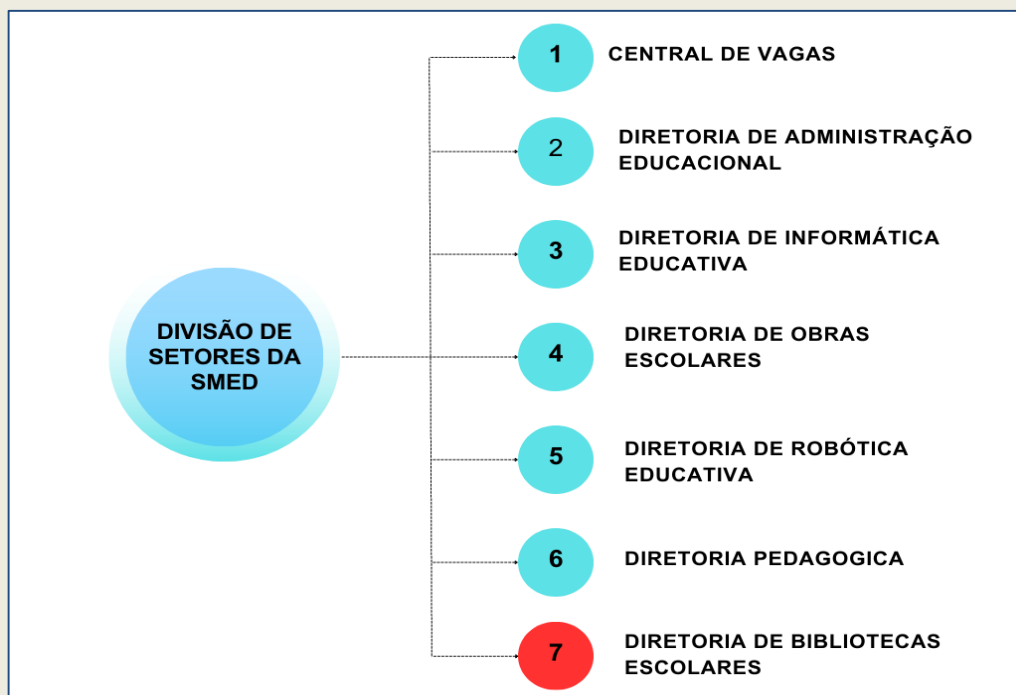 1 CENTRAL DE VAGAS
2 DIRETORIA DE ADMINISTRAÇÃO
EDUCACIONAL
3 DIRETORIA DE INFORMÁTICA
EDUCATIVA
DIVISÃO DE
SETORES DA
SMED
4 DIRETORIA DE OBRAS
ESCOLARES
5 DIRETORIA DE ROBÓTICA
EDUCATIVA
6 DIRETORIA PEDAGOGICA
7 DIRETORIA DE BIBLIOTECAS
ESCOLARES